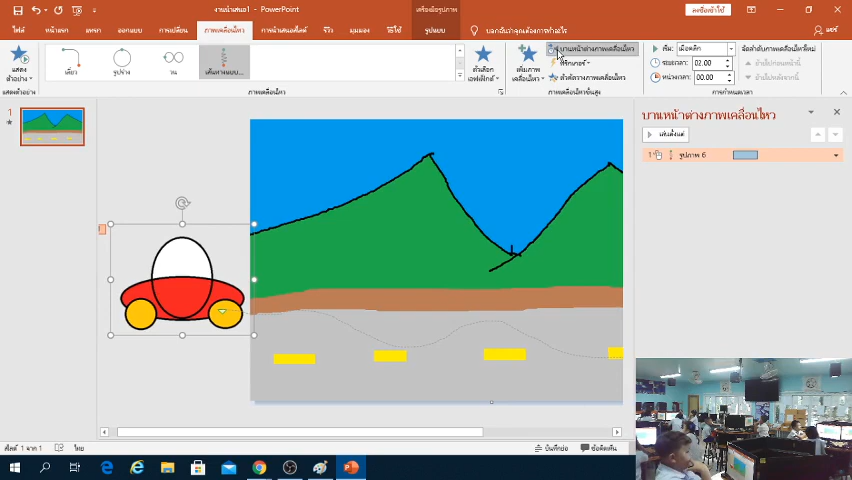 งานนำเสนอ1 - PowerPoint
เครื่องมือรูปภาพ
ลงชื่อเข้าใช้
ไฟล์
หน้าแรก
แทรก
ออกแบบ
การเปลี่ยน
ภาพเคลื่อนไหว
การนำเสนอสไลด์
รีวิว
มุมมอง
วิธีใช้
รูปแบบ
บอกฉันว่าคุณต้องการทำอะไร
แชร์
แสดง
ตัวอย่าง
เลี้ยว
รูปร่าง
วน
เส้นทางแบบ...
ตัวเลือก
เอฟเฟ็กต์
เพิ่มภาพ
เคลื่อนไหว
บานหน้าต่างภาพเคลื่อนไหว
ทริกเกอร์
ตัวคัดวางภาพเคลื่อนไหว
เริ่ม: เมื่อคลิก
ระยะเวลา: 02.00
หน่วงเวลา: 00.00
จัดลำดับภาพเคลื่อนไหวใหม่
ย้ายไปก่อนหน้านี้
ย้ายไปภายหลัง
แสดงตัวอย่าง
ภาพเคลื่อนไหว
ภาพเคลื่อนไหวขั้นสูง
การกำหนดเวลา
1
บานหน้าต่างภาพเคลื่อนไหว
เล่นตั้งแต่
1
รูปภาพ 6
สไลด์ 1 จาก 1
ไทย
บันทึกย่อ
ข้อคิดเห็น